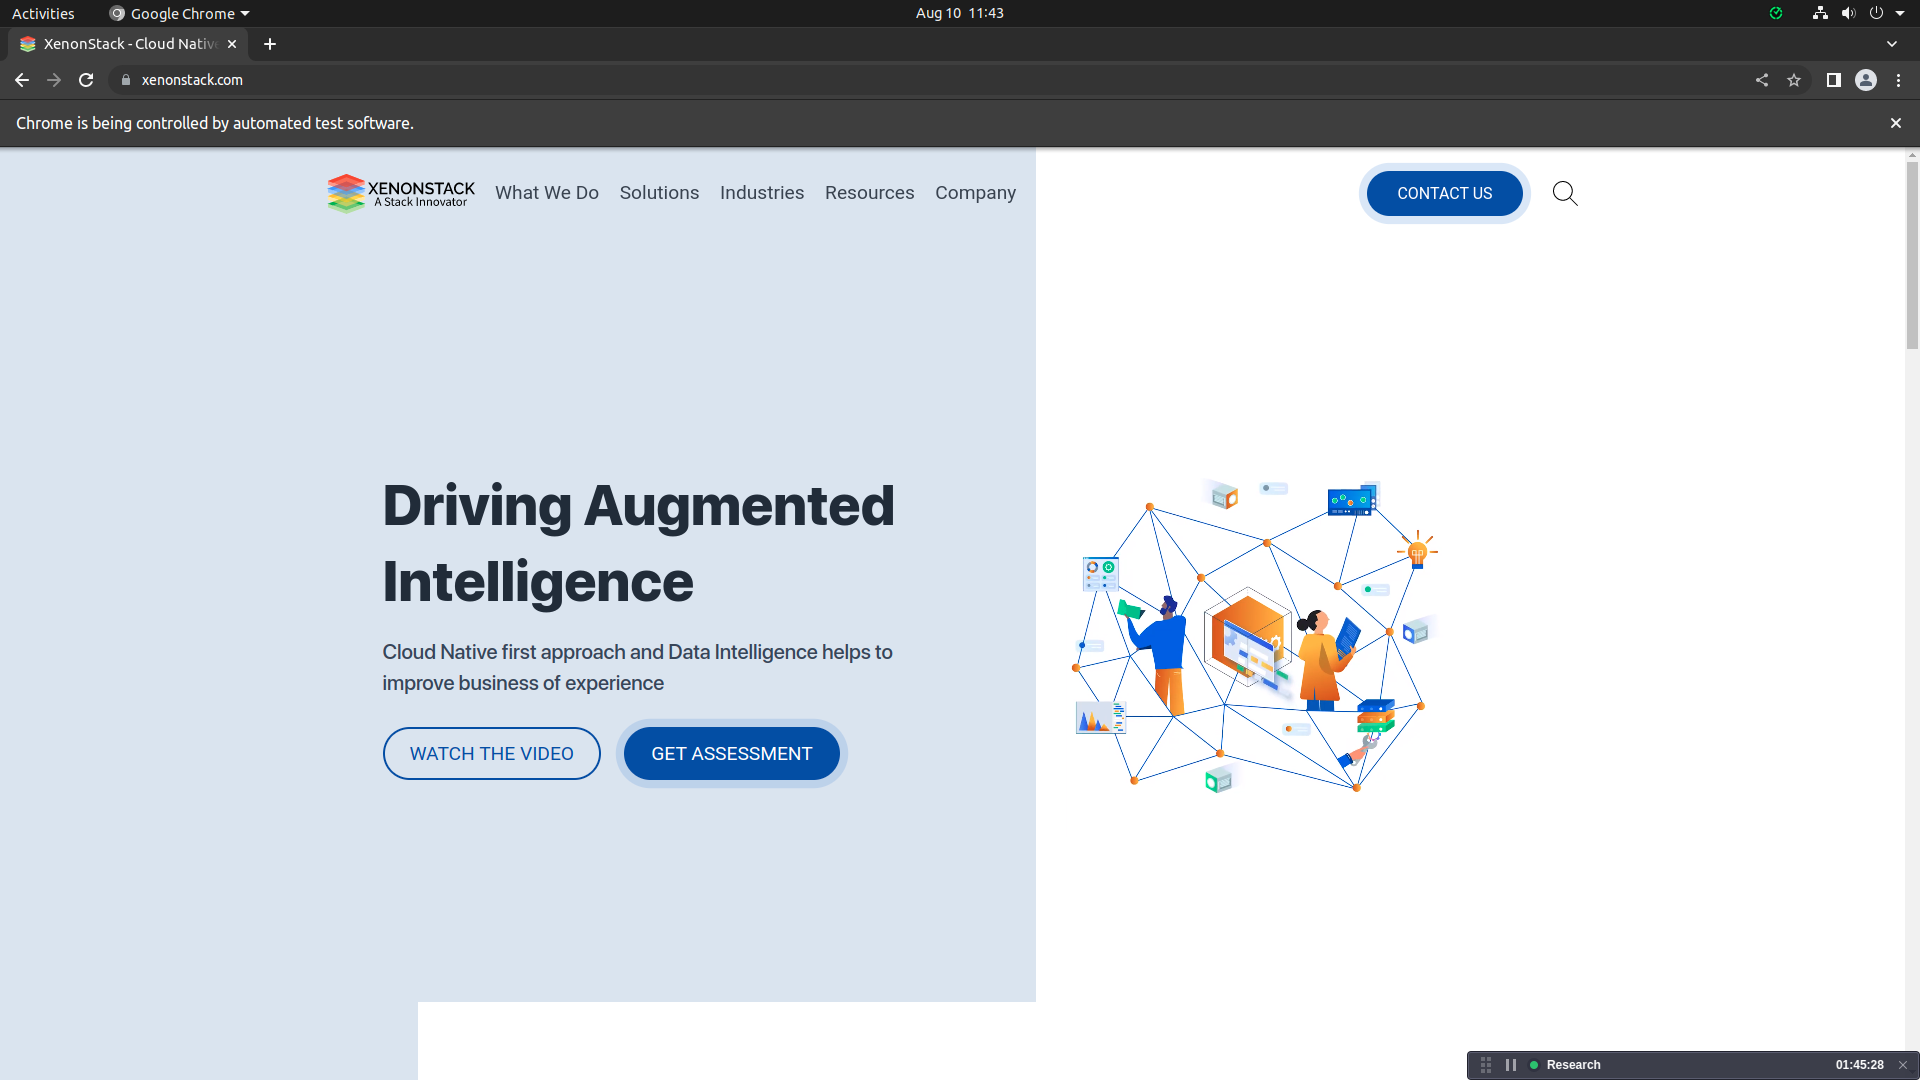 Activities
Google Chrome
Aug 10 11:43
XenonStack - Cloud Native
xenonstack.com
Chrome is being controlled by automated test software.
XENONSTACK
A Stack Innovator
What We Do
Solutions
Industries
Resources
Company
CONTACT US
Driving Augmented
Intelligence
Cloud Native first approach and Data Intelligence helps to
improve business of experience
WATCH THE VIDEO
GET ASSESSMENT
Research
01:45:28